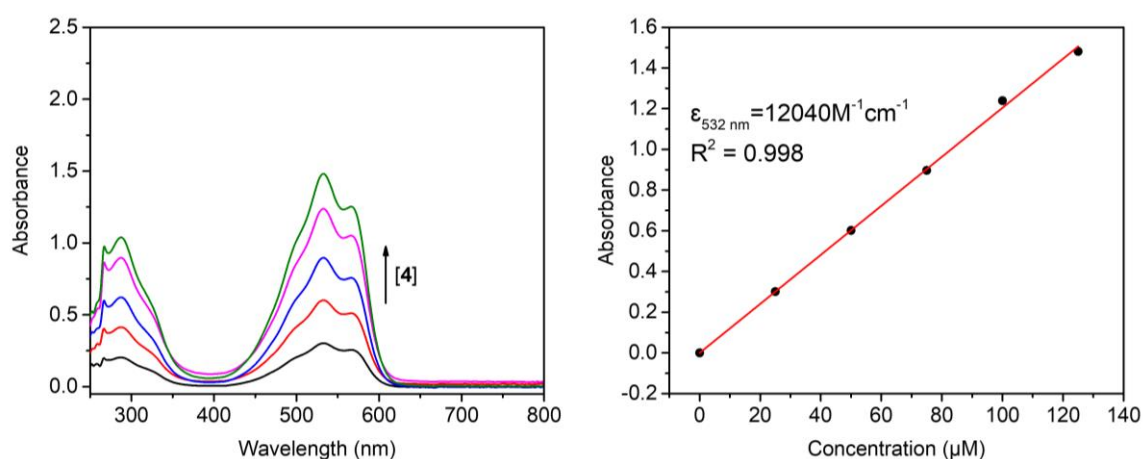 2.5
2.0
1.5
1.0
0.5
0.0
Absorbance
300 400 500 600 700 800
Wavelength (nm)
[4]
1.6
1.4
1.2
1.0
0.8
0.6
0.4
0.2
0.0
-0.2
Absorbance
ε532 nm=12040M-1cm-1
R2 = 0.998
0 20 40 60 80 100 120 140
Concentration (µM)